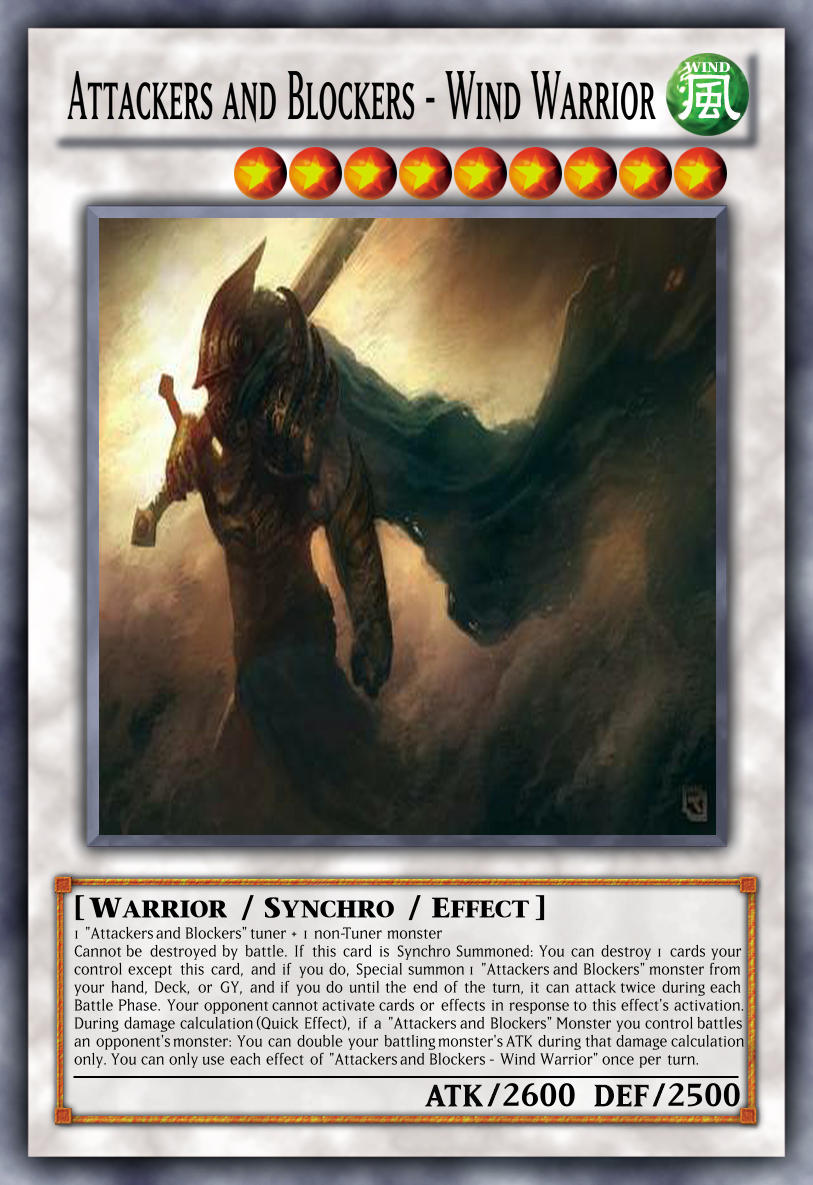 Attackers and Blockers - Wind Warrior
WIND
風
[ Warrior / Synchro / Effect ]
1 "Attackers and Blockers" tuner + 1 non-Tuner monster
Cannot be destroyed by battle. If this card is Synchro Summoned: You can destroy 1 cards your
control except this card, and if you do, Special summon 1 "Attackers and Blockers" monster from
your hand, Deck, or GY, and if you do until the end of the turn, it can attack twice during each
Battle Phase. Your opponent cannot activate cards or effects in response to this effect's activation.
During damage calculation (Quick Effect), if a "Attackers and Blockers" Monster you control battles
an opponent's monster: You can double your battling monster's ATK during that damage calculation
only. You can only use each effect of "Attackers and Blockers - Wind Warrior" once per turn.
ATK/2600 DEF/2500